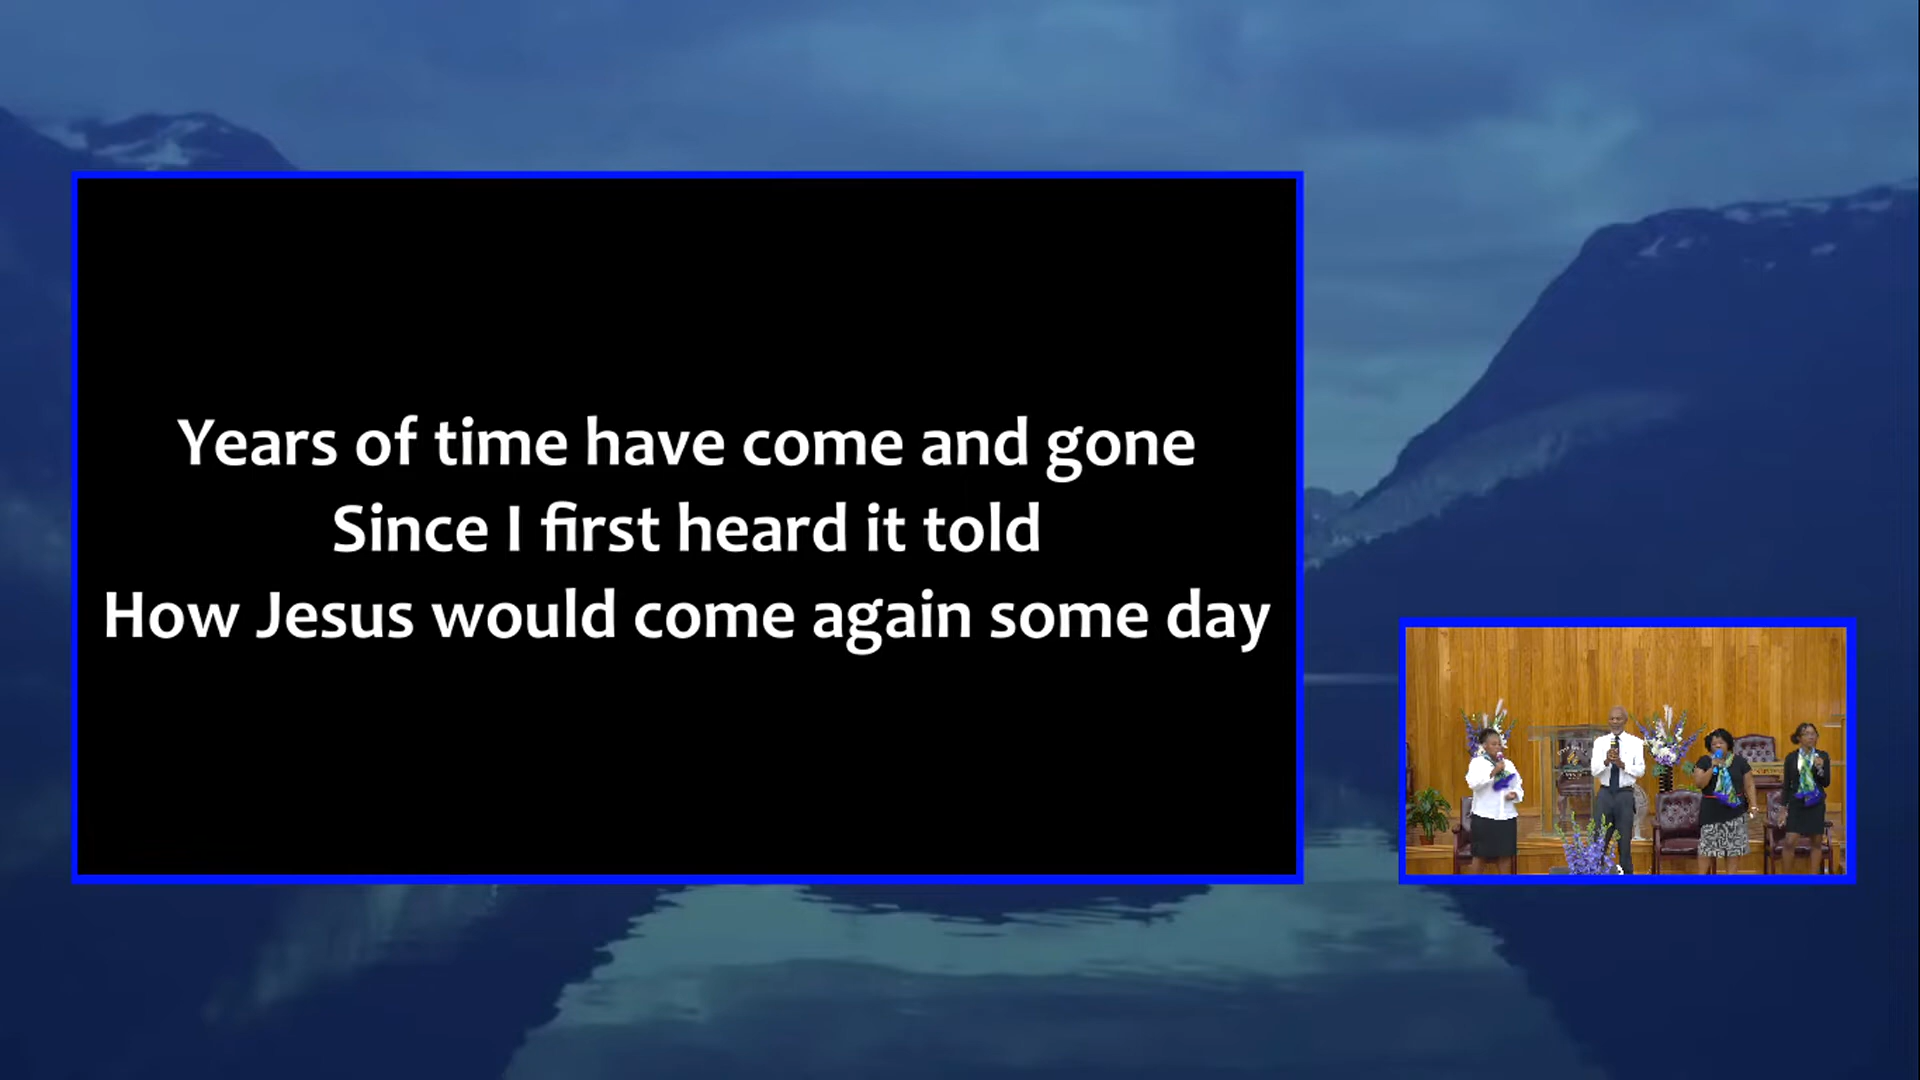 Years of time have come and gone
Since I first heard it told
How Jesus would come again some day